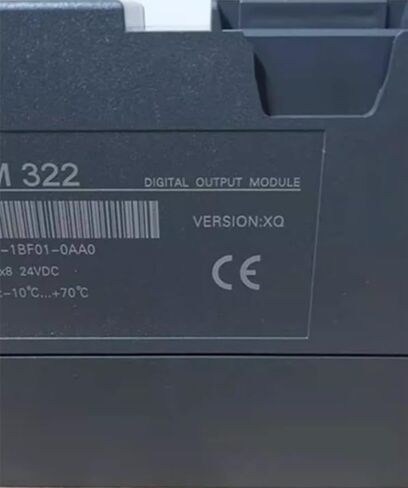 M 322
DIGITAL OUTPUT MODULE
VERSION:XQ
-1BF01-0AA0
x8 24VDC
:-10℃...+70℃
CE